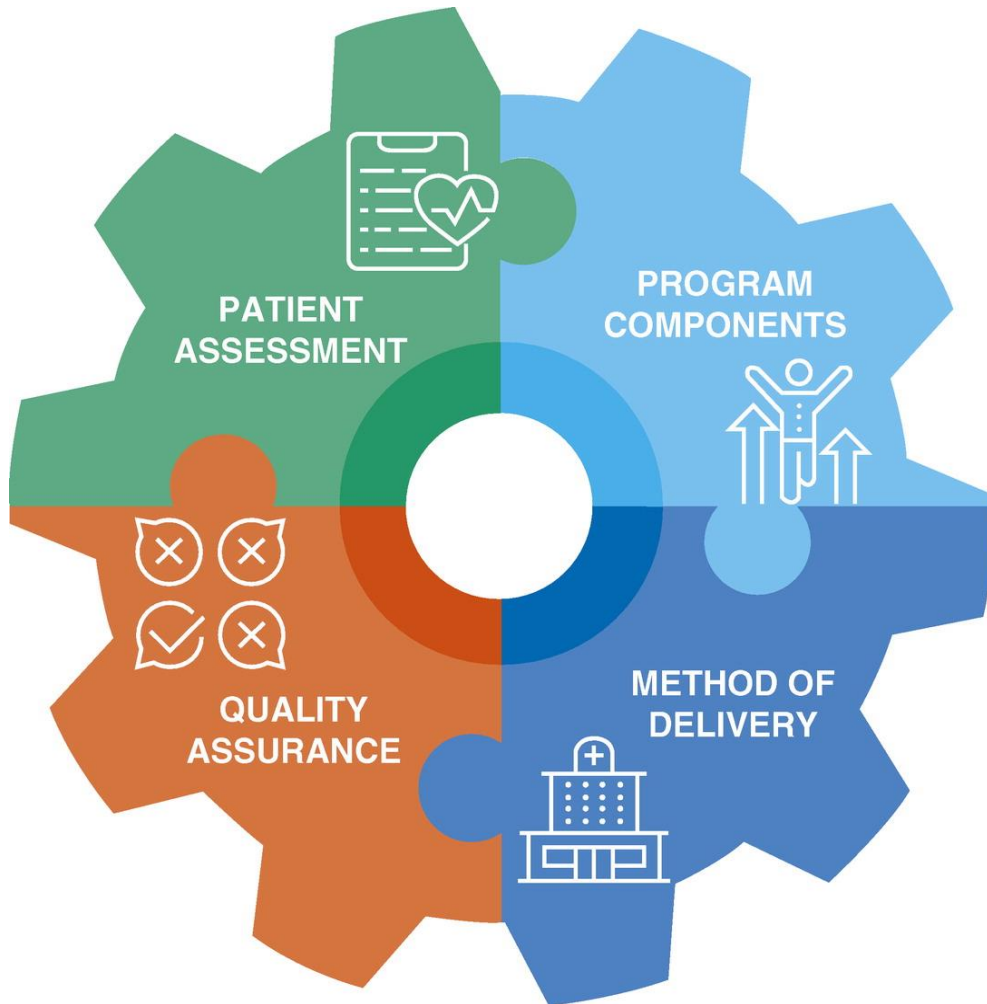 PATIENT
ASSESSMENT
PROGRAM
COMPONENTS
QUALITY
ASSURANCE
METHOD OF
DELIVERY